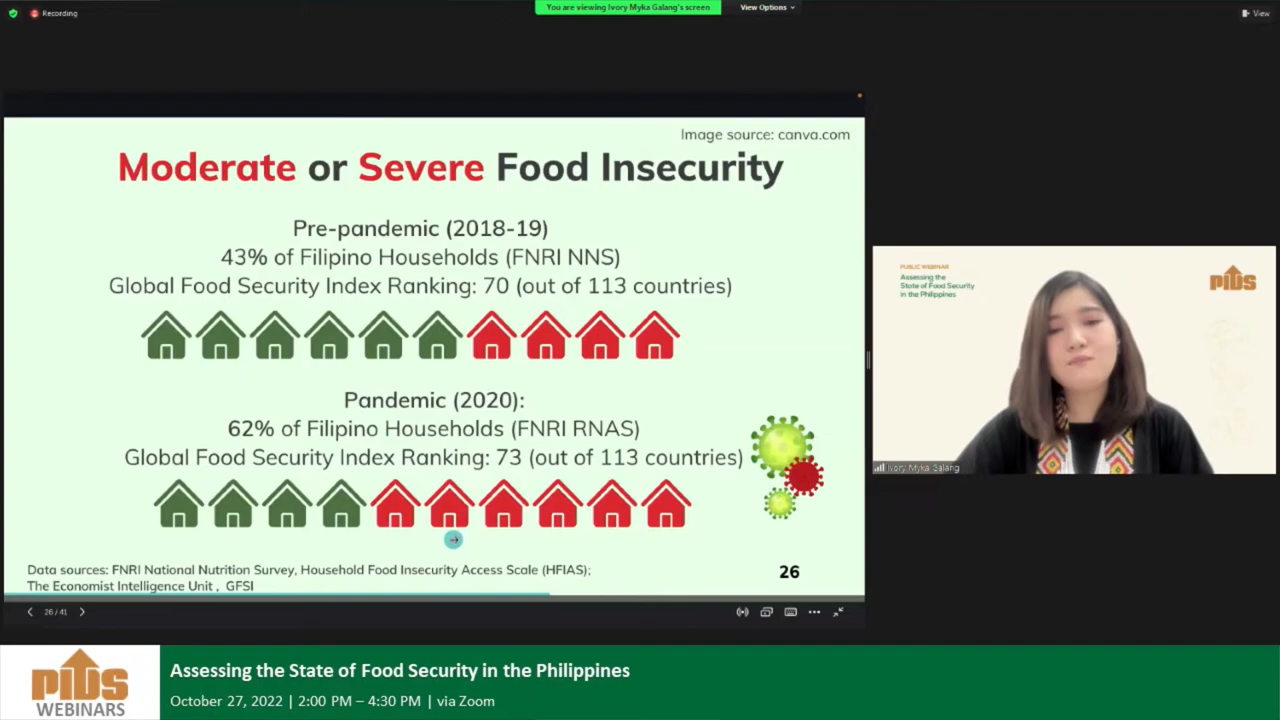 Recording
You are viewing Ivory Myka Galang's screen
View Options
View
Image source: canva.com
Moderate or Severe Food Insecurity
Pre-pandemic (2018-19)
43% of Filipino Households (FNRI NNS)
Global Food Security Index Ranking: 70 (out of 113 countries)
Pandemic (2020):
62% of Filipino Households (FNRI RNAS)
Global Food Security Index Ranking: 73 (out of 113 countries)
Data sources: FNRI National Nutrition Survey, Household Food Insecurity Access Scale (HFIAS);
The Economist Intelligence Unit , GFSI
26
26 / 41
PUBLIC WEBINAR
Assessing the
State of Food Security
in the Philippines
PIDS
Ivory Myka Galang
PIDS
WEBINARS
Assessing the State of Food Security in the Philippines
October 27, 2022 | 2:00 PM – 4:30 PM | via Zoom